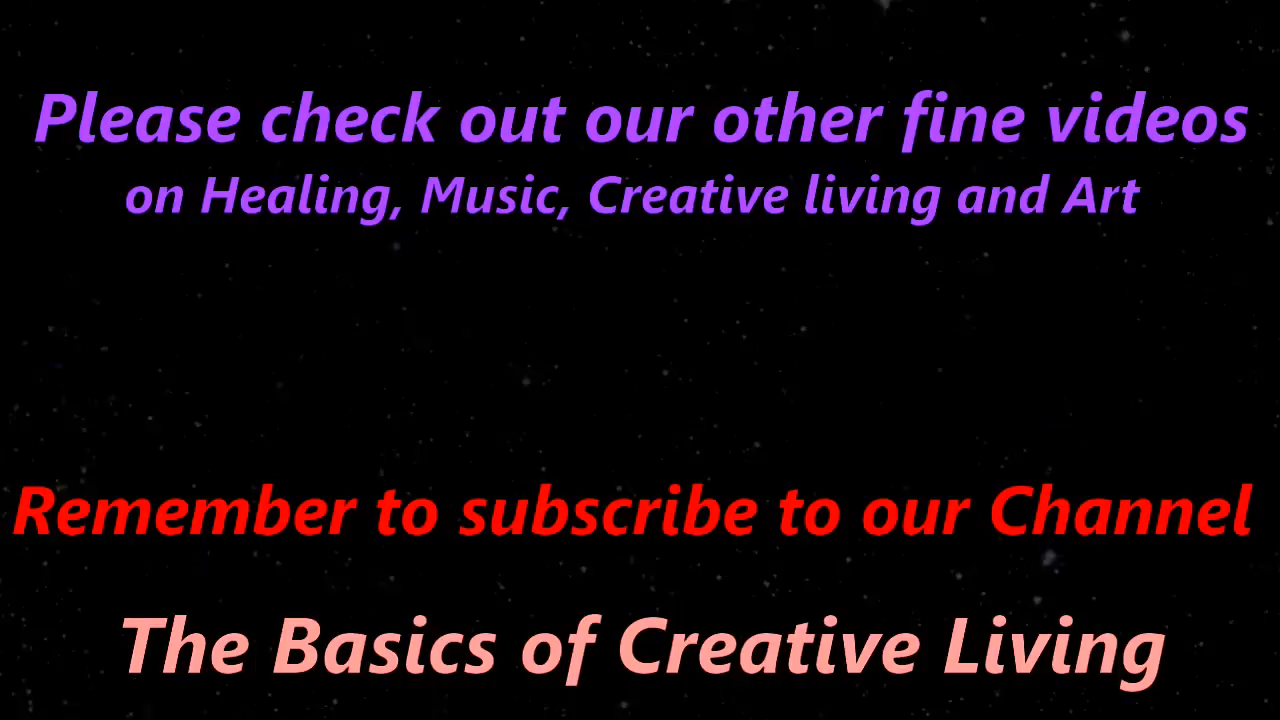 Please check out our other fine videos
on Healing, Music, Creative living and Art
Remember to subscribe to our Channel
The Basics of Creative Living